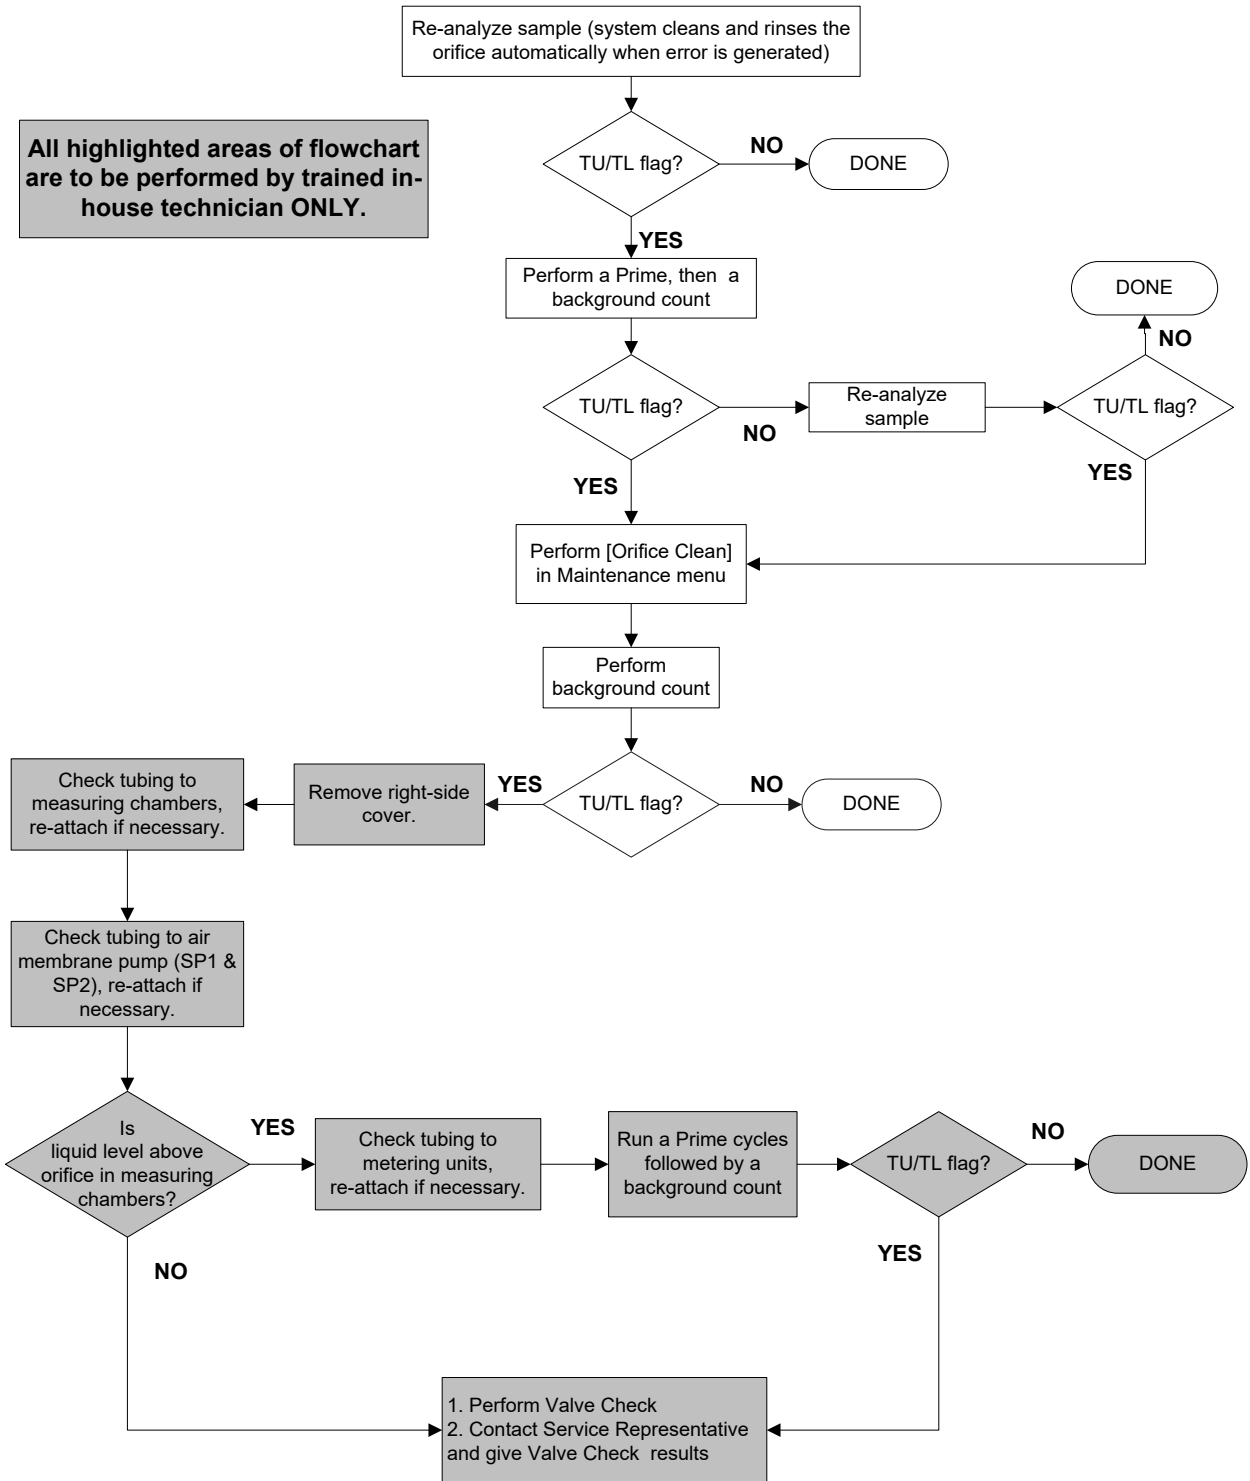 Re-analyze sample (system cleans and rinses the
orifice automatically when error is generated)
All highlighted areas of flowchart
are to be performed by trained in-
house technician ONLY.
TU/TL flag?
NO
DONE
YES
Perform a Prime, then a
background count
DONE
NO
TU/TL flag?
NO
Re-analyze
sample
TU/TL flag?
YES
YES
Perform [Orifice Clean]
in Maintenance menu
Perform
background count
TU/TL flag?
NO
DONE
YES
Remove right-side
cover.
Check tubing to
measuring chambers,
re-attach if necessary.
Check tubing to air
membrane pump (SP1 &
SP2), re-attach if
necessary.
Is
liquid level above
orifice in measuring
chambers?
YES
Check tubing to
metering units,
re-attach if necessary.
Run a Prime cycles
followed by a
background count
TU/TL flag?
NO
DONE
YES
NO
1. Perform Valve Check
2. Contact Service Representative
and give Valve Check results